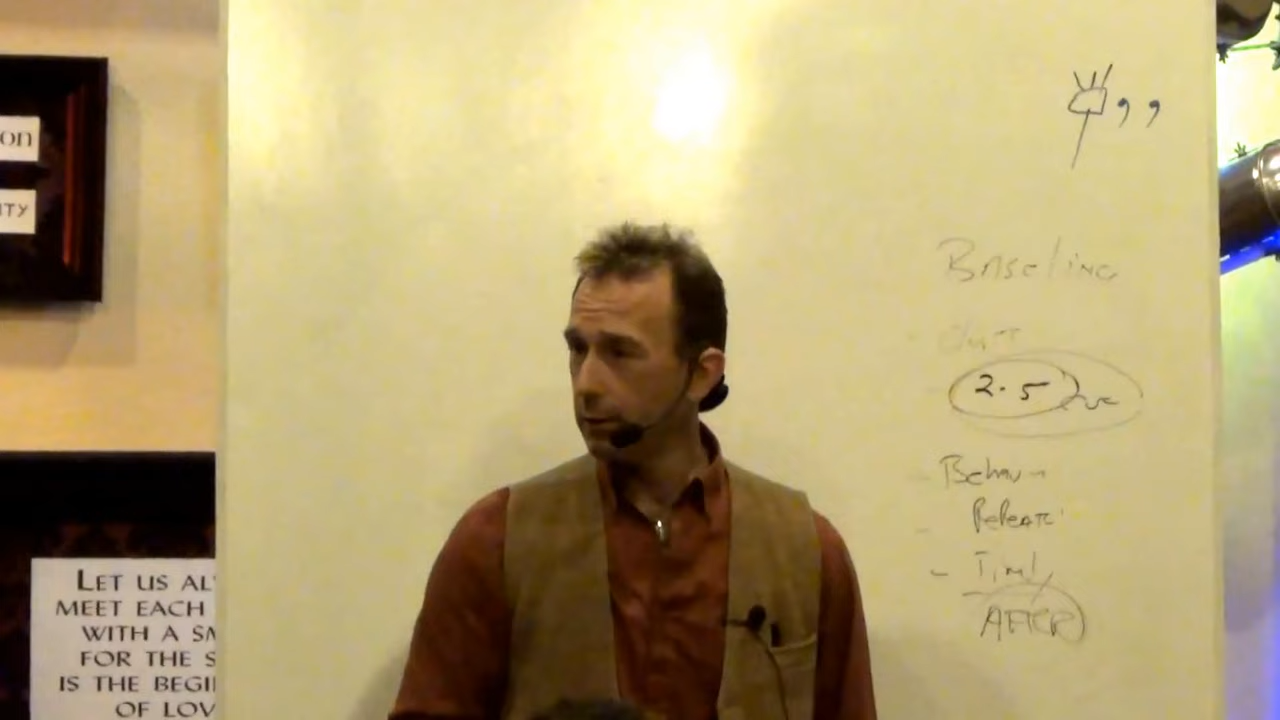 on
ITY
LET US AL
MEET EACH
WITH A SM
FOR THE S
IS THE BEGI
OF LOV
Baseline
2.5
Behav
Repeat
AFTER